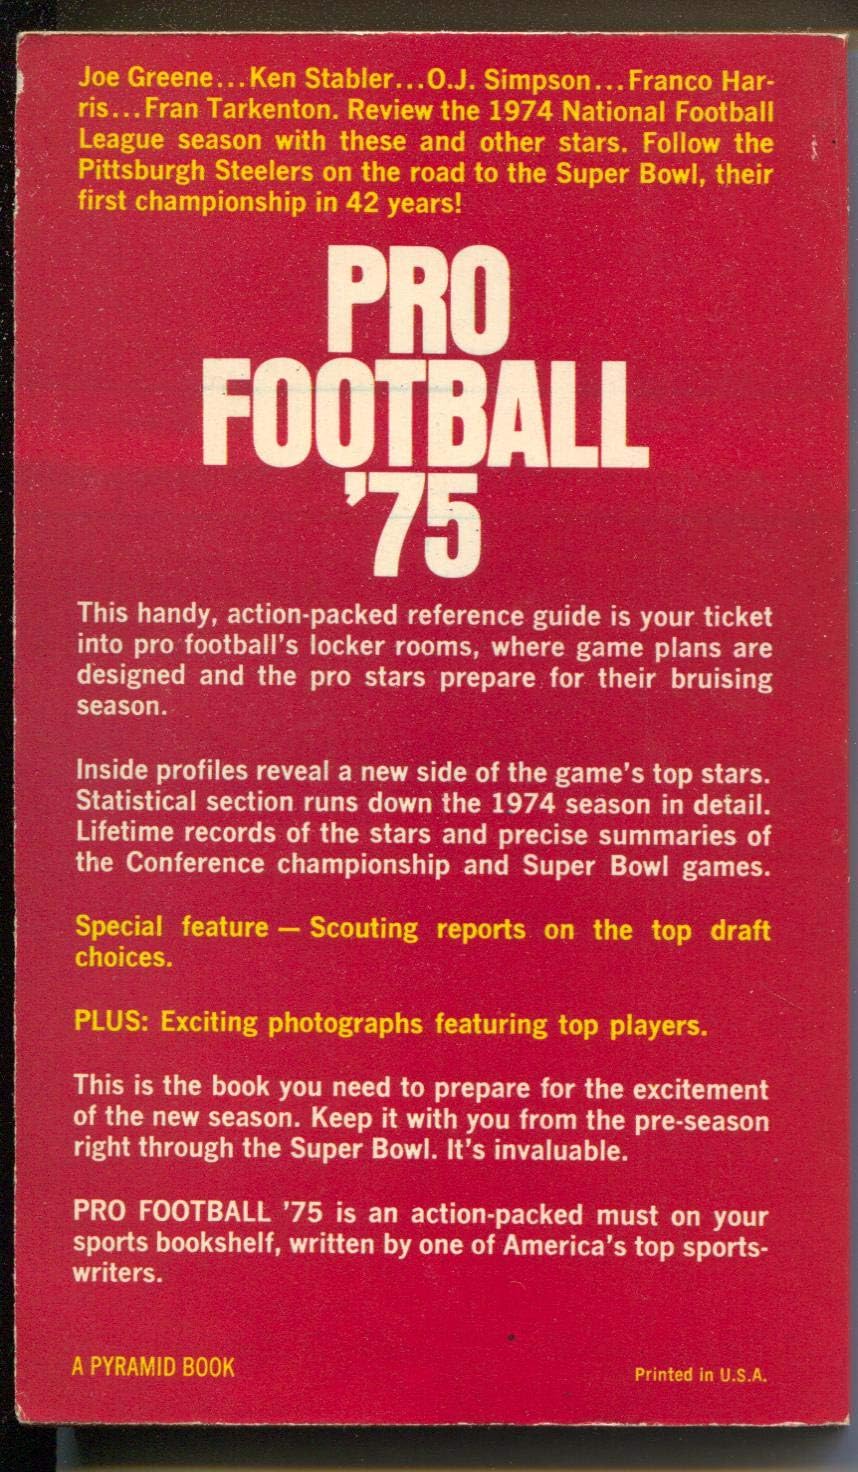 Joe Greene...Ken Stabler...O.J. Simpson...Franco Har-
ris...Fran Tarkenton. Review the 1974 National Football
League season with these and other stars. Follow the
Pittsburgh Steelers on the road to the Super Bowl, their
first championship in 42 years!
PRO
FOOTBALL
'75
This handy, action-packed reference guide is your ticket
into pro football's locker rooms, where game plans are
designed and the pro stars prepare for their bruising
season.
Inside profiles reveal a new side of the game's top stars.
Statistical section runs down the 1974 season in detail.
Lifetime records of the stars and precise summaries of
the Conference championship and Super Bowl games.
Special feature — Scouting reports on the top draft
choices.
PLUS: Exciting photographs featuring top players.
This is the book you need to prepare for the excitement
of the new season. Keep it with you from the pre-season
right through the Super Bowl. It's invaluable.
PRO FOOTBALL '75 is an action-packed must on your
sports bookshelf, written by one of America's top sports-
writers.
A PYRAMID BOOK
Printed in U.S.A.